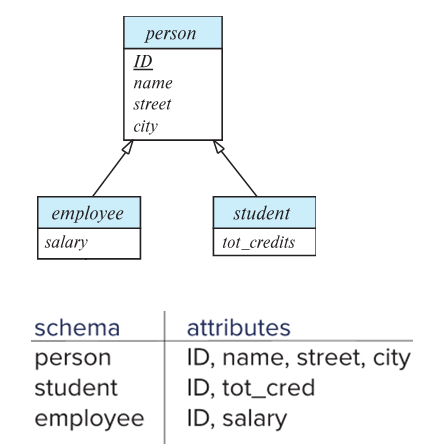 person
ID
name
street
city
employee
salary
student
tot_credits
schema attributes
person ID, name, street, city
student ID, tot_cred
employee ID, salary